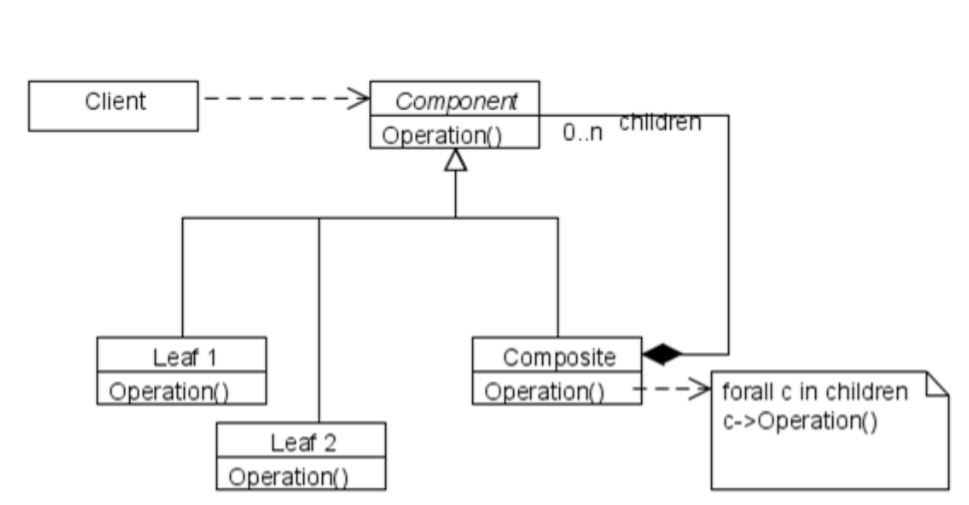 Client
Component
Operation()
0..n
children
Leaf 1
Operation()
Leaf 2
Operation()
Composite
Operation()
forall c in children
c->Operation()